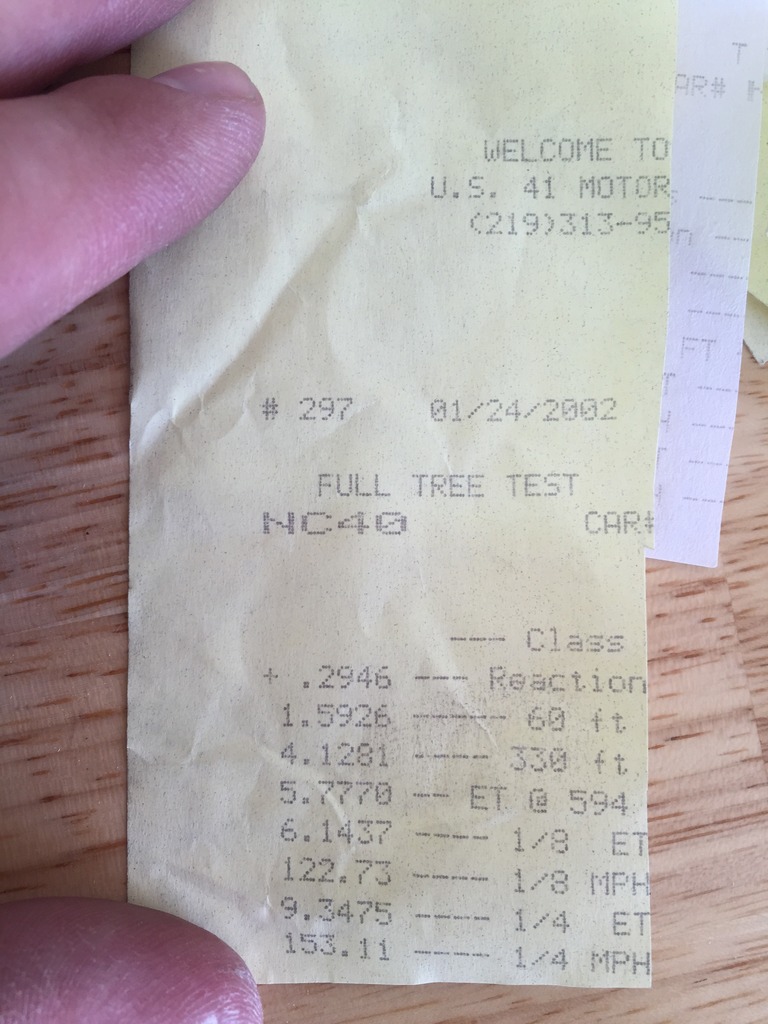 WELCOME TO
U.S. 41 MOTOR
(219)313-95
# 297 01/24/2002
FULL TREE TEST
NC40 CAR#
--- Class
+ .2946 --- Reaction
1.5926 ----- 60 ft
4.1281 ---- 330 ft
5.7770 -- ET @ 594
6.1437 ---- 1/8 ET
122.73 ---- 1/8 MPH
9.3475 ---- 1/4 ET
153.11 ---- 1/4 MPH
T
AR#
FT